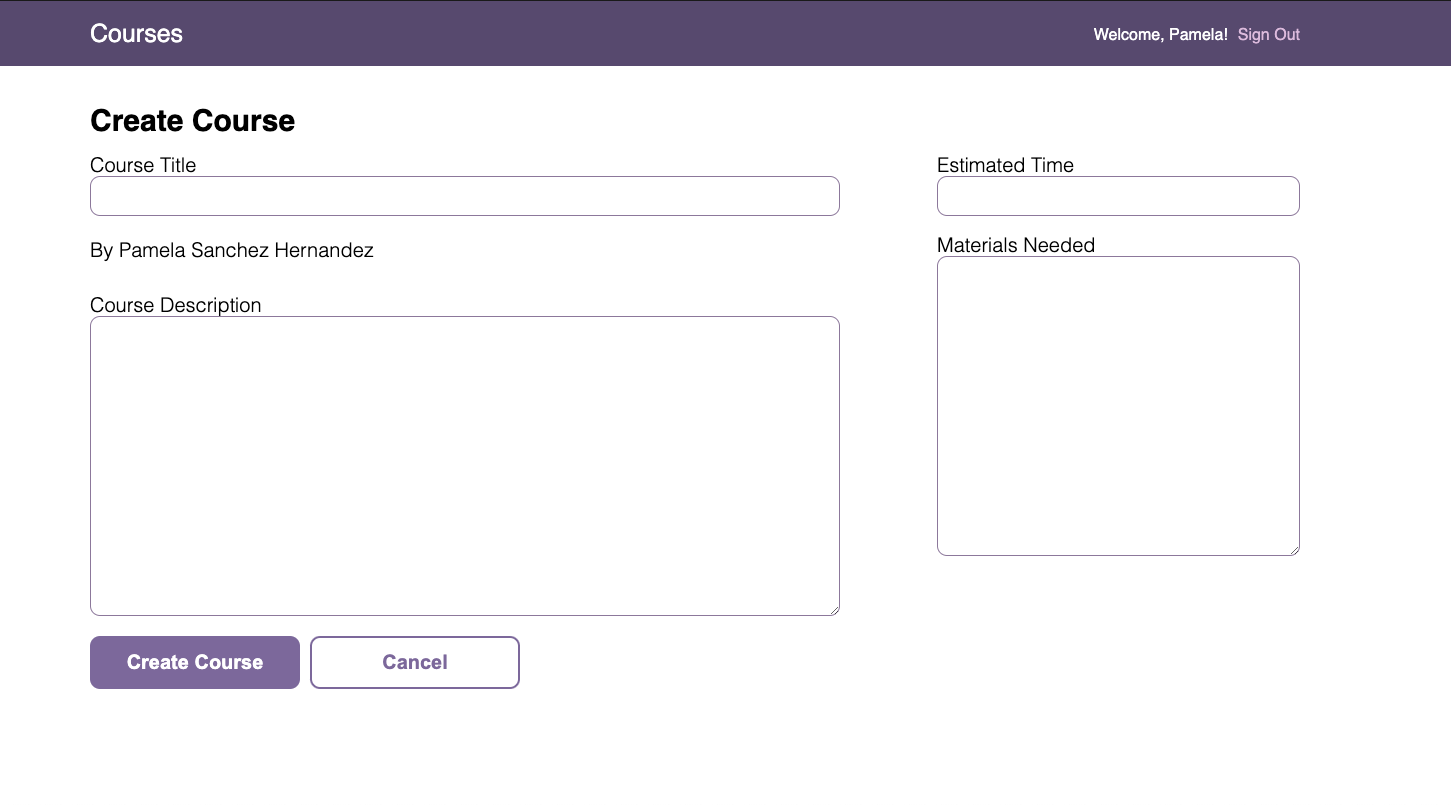 Courses
Welcome, Pamela! Sign Out
Create Course
Course Title
By Pamela Sanchez Hernandez
Course Description
Estimated Time
Materials Needed
Create Course
Cancel